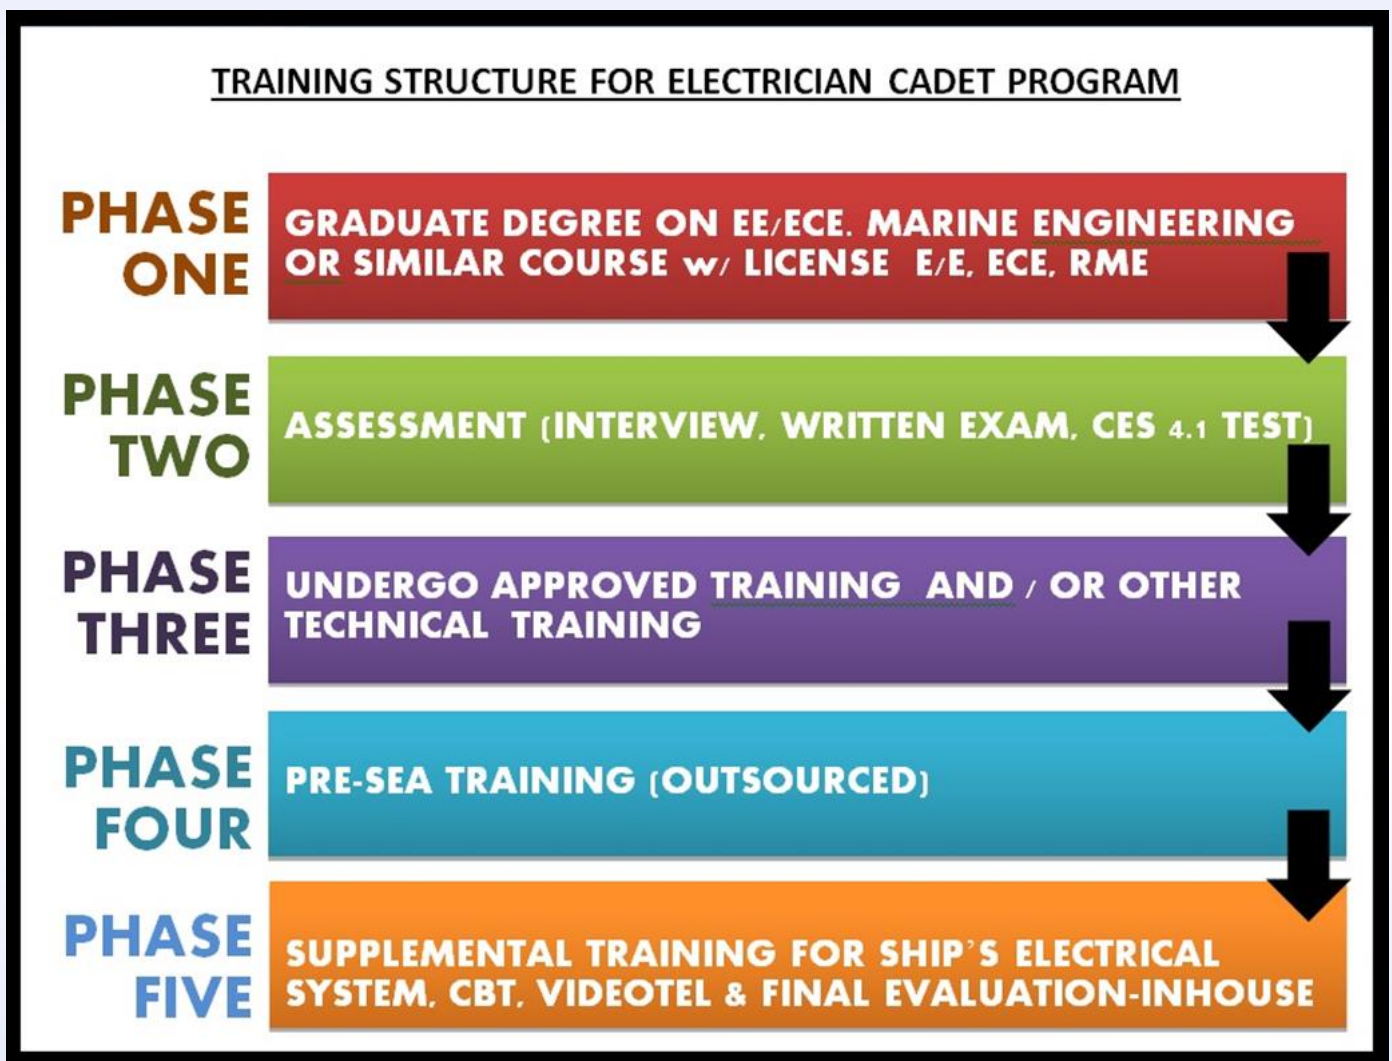 TRAINING STRUCTURE FOR ELECTRICIAN CADET PROGRAM
PHASE
ONE
GRADUATE DEGREE ON EE/ECE. MARINE ENGINEERING
OR SIMILAR COURSE w/ LICENSE E/E, ECE, RME
PHASE
TWO
ASSESSMENT (INTERVIEW, WRITTEN EXAM, CES 4.1 TEST)
PHASE
THREE
UNDERGO APPROVED TRAINING AND / OR OTHER
TECHNICAL TRAINING
PHASE
FOUR
PRE-SEA TRAINING (OUTSOURCED)
PHASE
FIVE
SUPPLEMENTAL TRAINING FOR SHIP'S ELECTRICAL
SYSTEM, CBT, VIDEOTEL & FINAL EVALUATION-INHOUSE